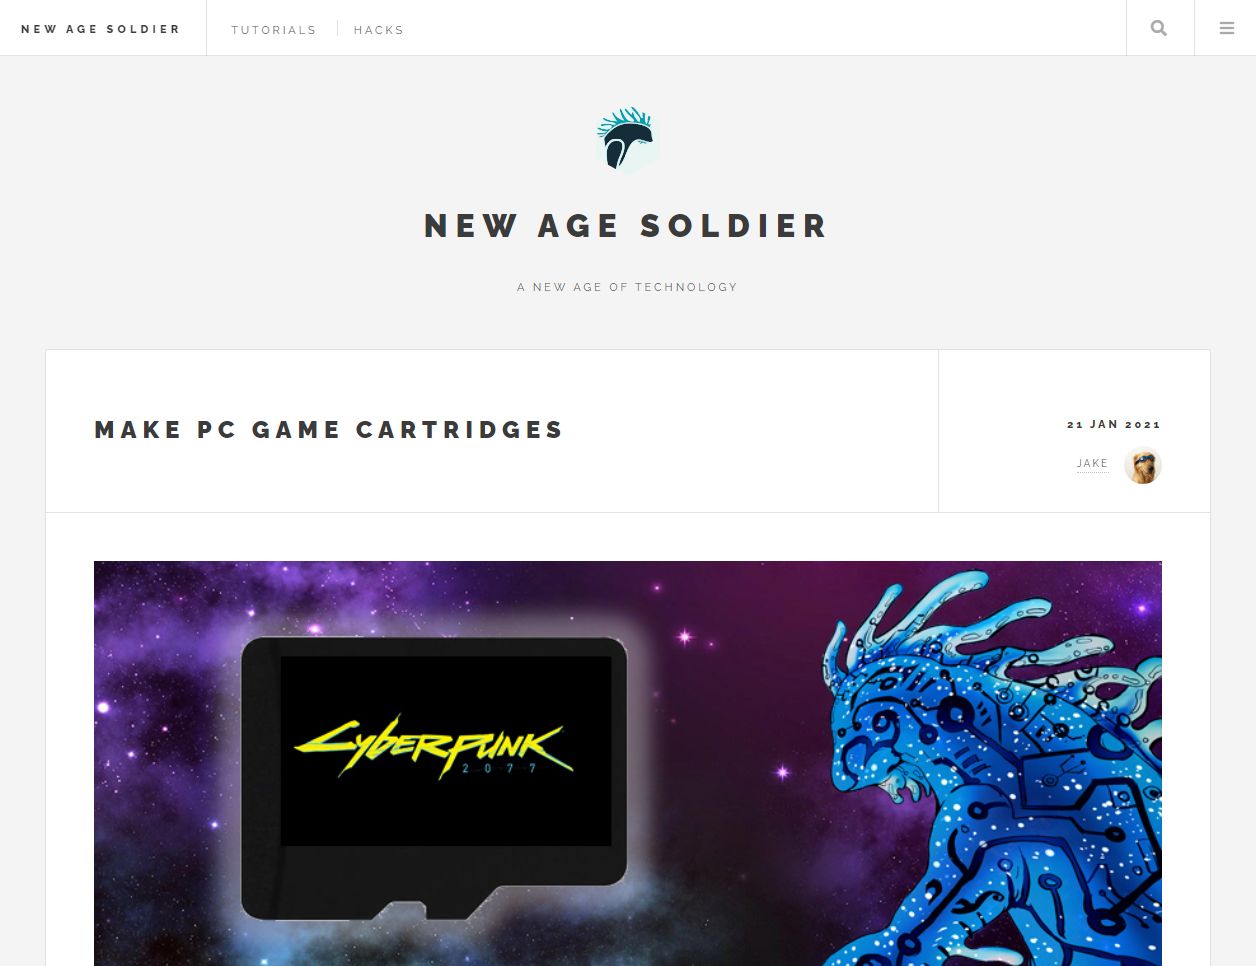 NEW AGE SOLDIER
TUTORIALS
HACKS
NEW AGE SOLDIER
A NEW AGE OF TECHNOLOGY
MAKE PC GAME CARTRIDGES
21 JAN 2021
JAKE
Cyberpunk
2077